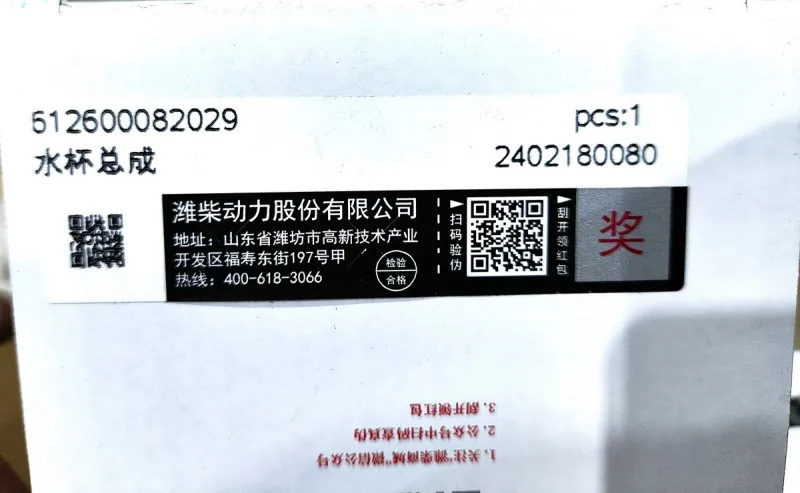 612600082029
pcs:1
水杯总成
2402180080
潍柴动力股份有限公司
地址：山东省潍坊市高新技术产业
开发区福寿东街197号甲
热线：400-618-3066
检验
合格
扫码验伪
刮开领红包
奖
1. 关注"潍柴商城"微信公众号
2. 公众号中扫码查真伪
3. 刮开领红包